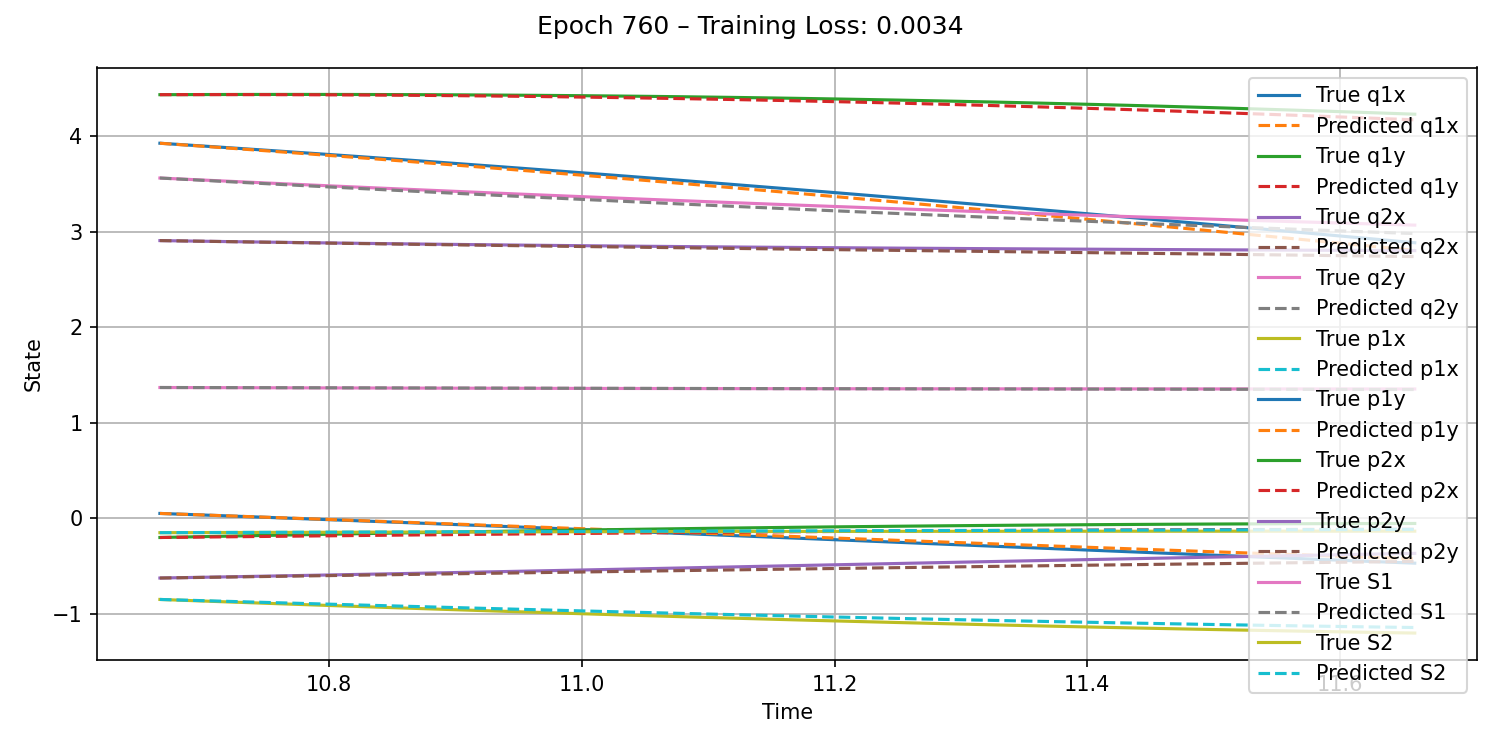 Epoch 760 – Training Loss: 0.0034
State
4
3
2
1
0
−1
10.8
11.0
11.2
11.4
11.6
Time
True q1x
Predicted q1x
True q1y
Predicted q1y
True q2x
Predicted q2x
True q2y
Predicted q2y
True p1x
Predicted p1x
True p1y
Predicted p1y
True p2x
Predicted p2x
True p2y
Predicted p2y
True S1
Predicted S1
True S2
Predicted S2